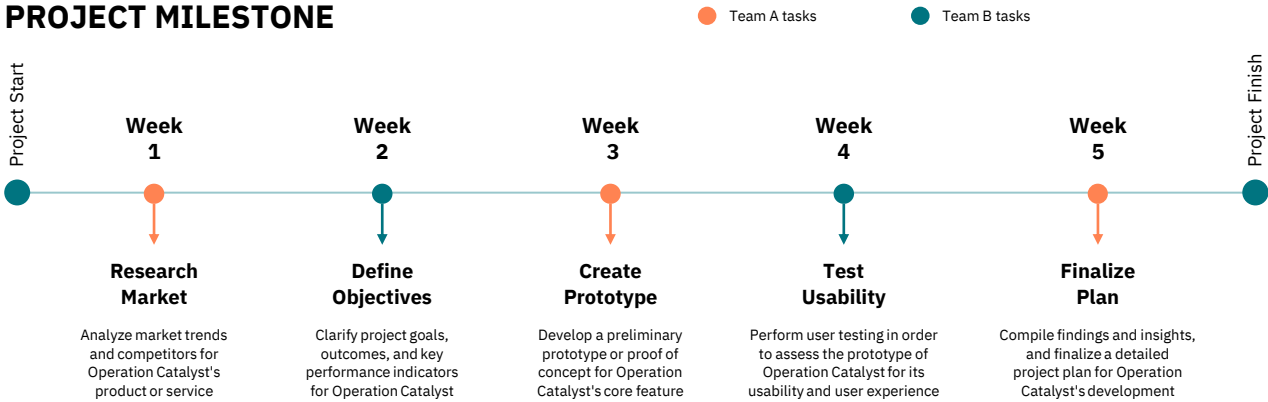 PROJECT MILESTONE
Team A tasks
Team B tasks
Project Start
Project Finish
Week
1
Week
2
Week
3
Week
4
Week
5
Research
Market
Analyze market trends
and competitors for
Operation Catalyst's
product or service
Define
Objectives
Clarify project goals,
outcomes, and key
performance indicators
for Operation Catalyst
Create
Prototype
Develop a preliminary
prototype or proof of
concept for Operation
Catalyst's core feature
Test
Usability
Perform user testing in order
to assess the prototype of
Operation Catalyst for its
usability and user experience
Finalize
Plan
Compile findings and insights,
and finalize a detailed
project plan for Operation
Catalyst's development